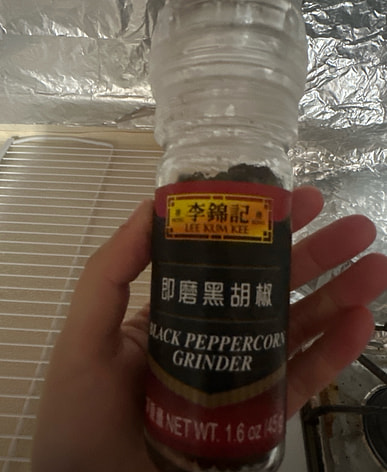 李錦記
LEE KUM KEE
即磨黑胡椒
BLACK PEPPERCORN
GRINDER
NET WT. 1.6 oz (45g